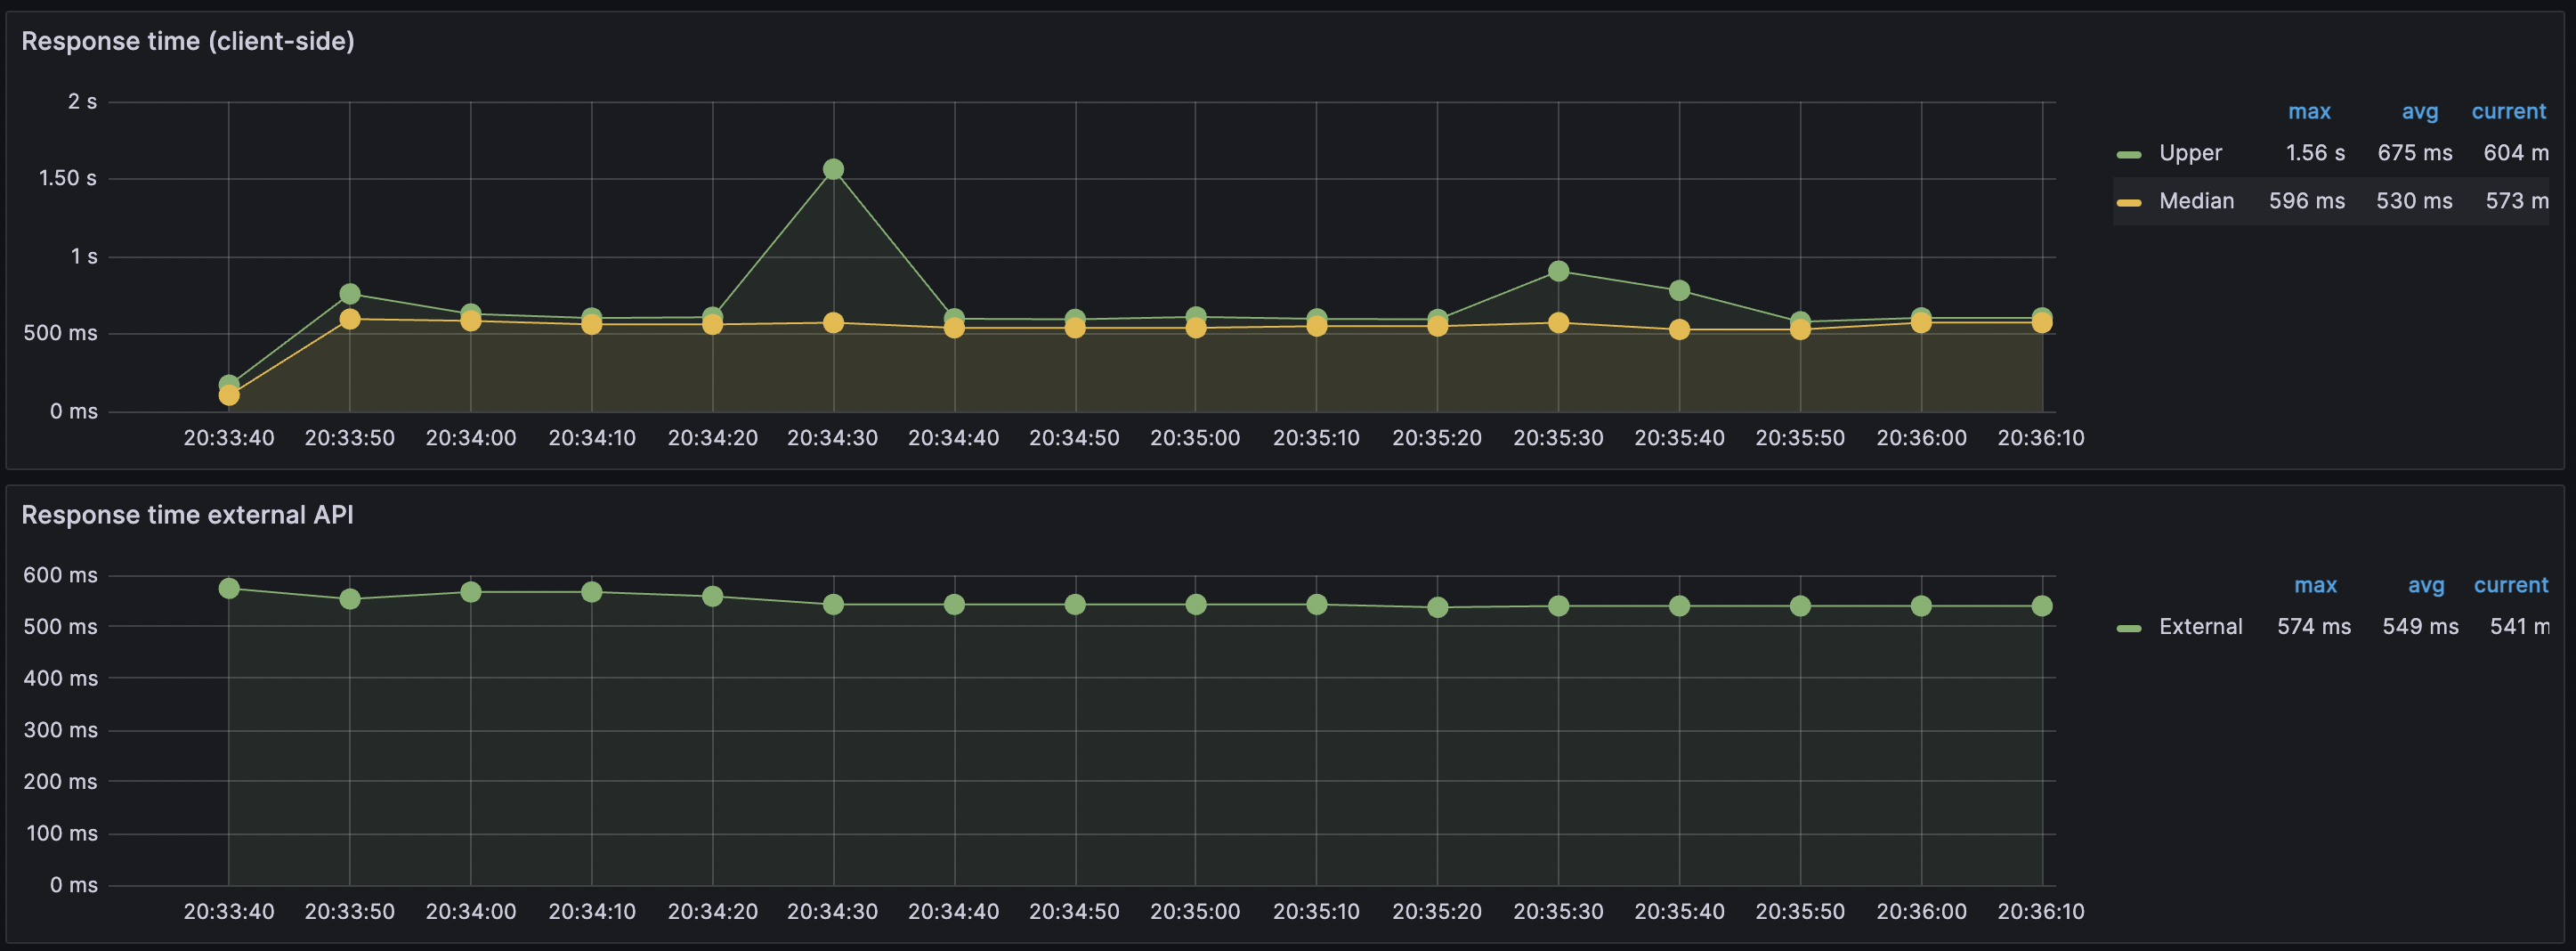 Response time (client-side)
2 s
1.50 s
1 s
500 ms
0 ms
20:33:40 20:33:50 20:34:00 20:34:10 20:34:20 20:34:30 20:34:40 20:34:50 20:35:00 20:35:10 20:35:20 20:35:30 20:35:40 20:35:50 20:36:00 20:36:10
max avg current
Upper 1.56 s 675 ms 604 m
Median 596 ms 530 ms 573 m
Response time external API
600 ms
500 ms
400 ms
300 ms
200 ms
100 ms
0 ms
20:33:40 20:33:50 20:34:00 20:34:10 20:34:20 20:34:30 20:34:40 20:34:50 20:35:00 20:35:10 20:35:20 20:35:30 20:35:40 20:35:50 20:36:00 20:36:10
max avg current
External 574 ms 549 ms 541 m